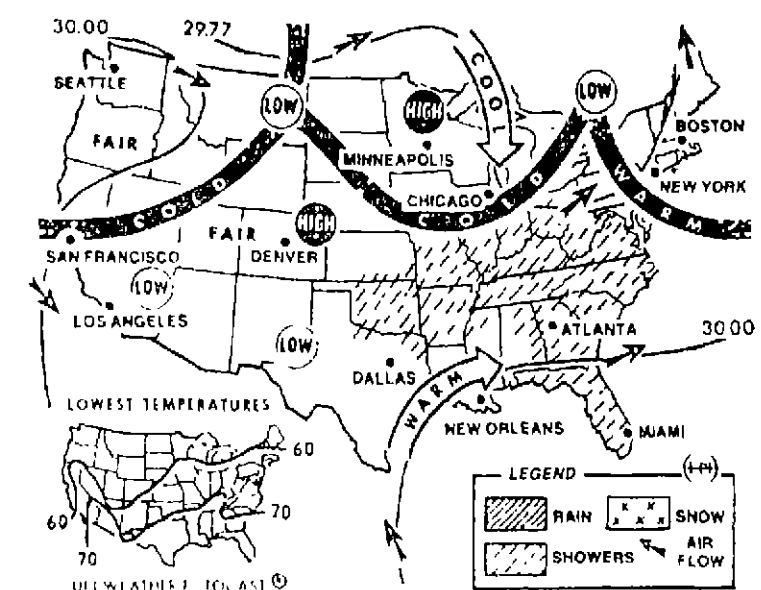 30.00 29.77
SEATTLE
COOL
LOW
HIGH
LOW
FAIR
BOSTON
MINNEAPOLIS
NEW YORK
CHICAGO
COLD
COLD
WARM
HIGH
FAIR
SAN FRANCISCO
DENVER
LOW
LOS ANGELES
ATLANTA
30.00
LOW
DALLAS
WARM
NEW ORLEANS
MIAMI
LOWEST TEMPERATURES
60
60
70
70
LEGEND
RAIN
SNOW
SHOWERS
AIR
FLOW